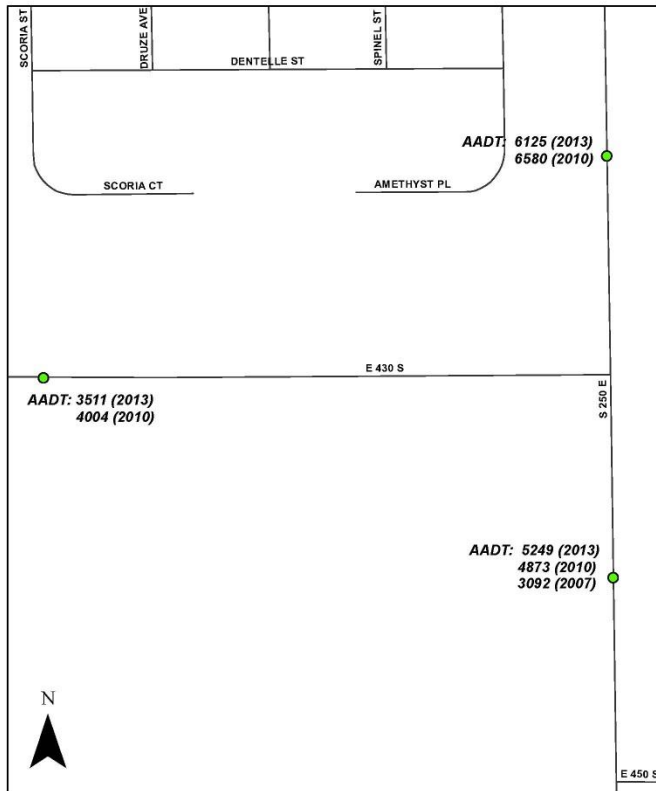 SCORIA ST
DRUZE AVE
SPINEL ST
DENTELLE ST
AADT: 6125 (2013)
6580 (2010)
SCORIA CT
AMETHYST PL
E 430 S
AADT: 3511 (2013)
4004 (2010)
S 250 E
AADT: 5249 (2013)
4873 (2010)
3092 (2007)
N
E 450 S